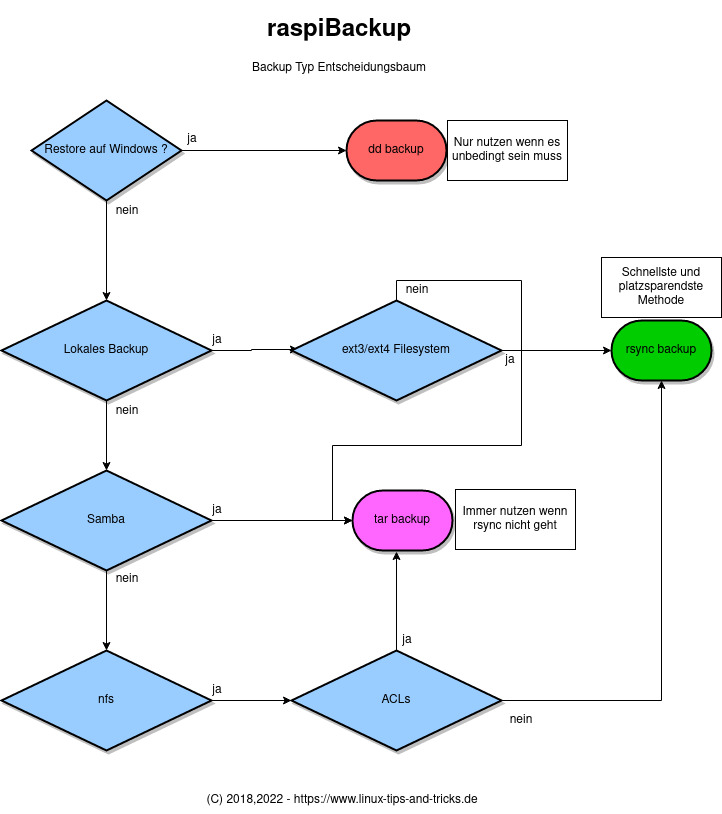 raspiBackup
Backup Typ Entscheidungsbaum
Restore auf Windows ?
ja
dd backup
Nur nutzen wenn es
unbedingt sein muss
nein
Schnellste und
platzsparendste
Methode
nein
Lokales Backup
ja
ext3/ext4 Filesystem
ja
rsync backup
nein
Samba
ja
tar backup
Immer nutzen wenn
rsync nicht geht
nein
ja
nfs
ja
ACLs
nein
(C) 2018,2022 - https://www.linux-tips-and-tricks.de